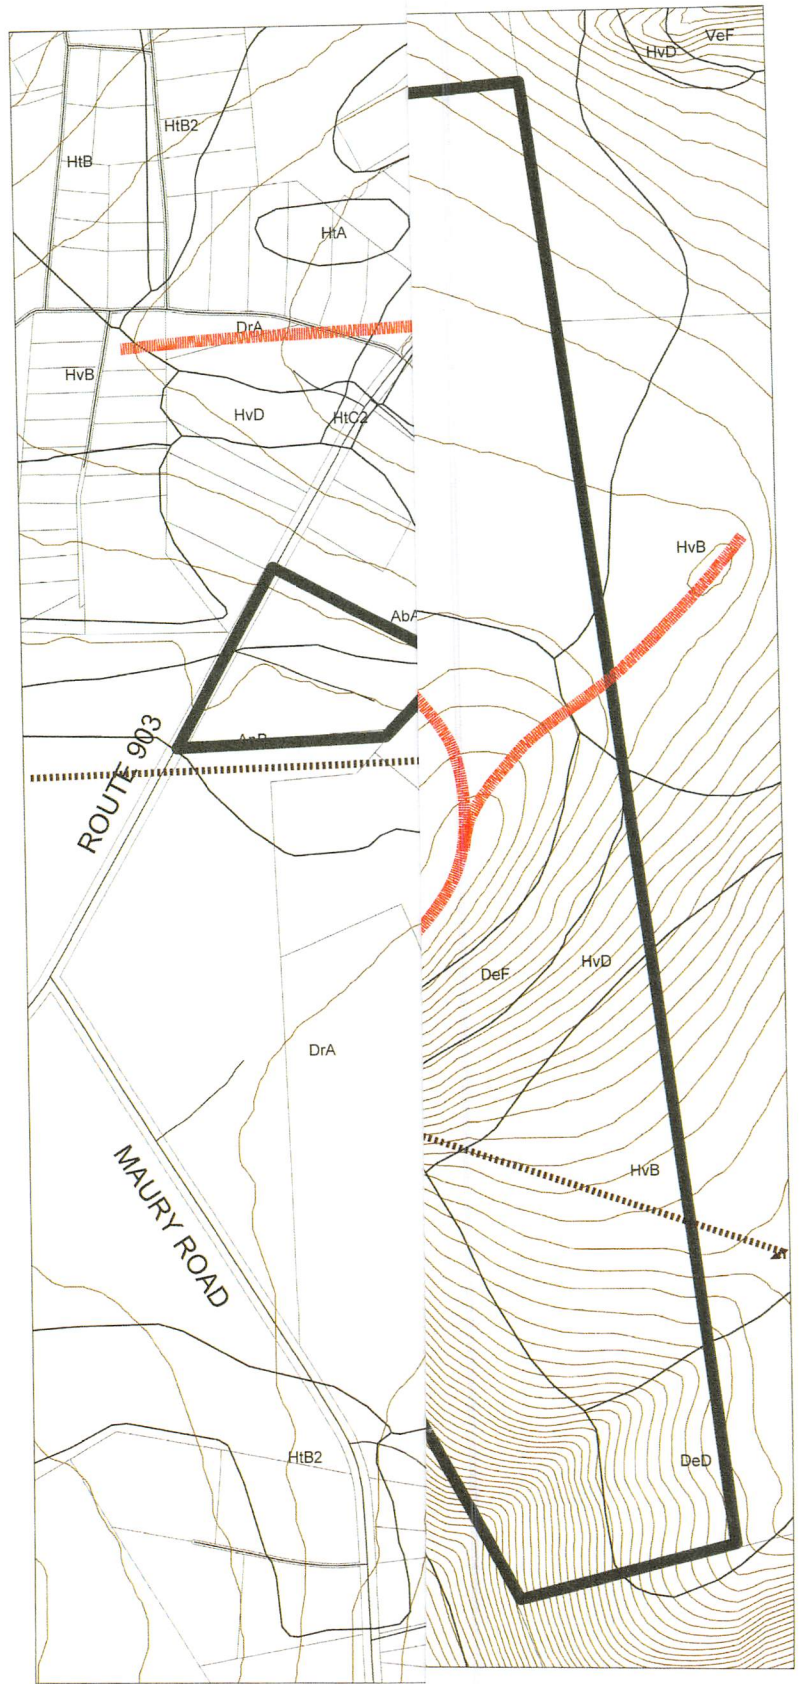 VeF
HvD
HtB2
HtB
HtA
DrA
HvB
HvD
HtC2
HvB
AbA
ROUTE 903
DeF
HvD
DrA
MAURY ROAD
HvB
HtB2
DeD